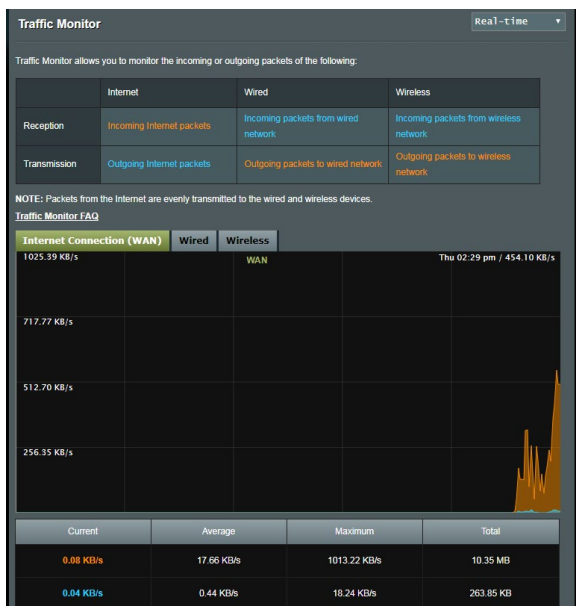 Traffic Monitor
Real-time
Traffic Monitor allows you to monitor the incoming or outgoing packets of the following:
Internet Wired Wireless
Reception Incoming Internet packets Incoming packets from wired network Incoming packets from wireless network
Transmission Outgoing Internet packets Outgoing packets to wired network Outgoing packets to wireless network
NOTE: Packets from the Internet are evenly transmitted to the wired and wireless devices.
Traffic Monitor FAQ
Internet Connection (WAN) Wired Wireless
1025.39 KB/s WAN Thu 02:29 pm / 454.10 KB/s
717.77 KB/s
512.70 KB/s
256.35 KB/s
Current Average Maximum Total
0.08 KB/s 17.66 KB/s 1013.22 KB/s 10.35 MB
0.04 KB/s 0.44 KB/s 18.24 KB/s 263.85 KB